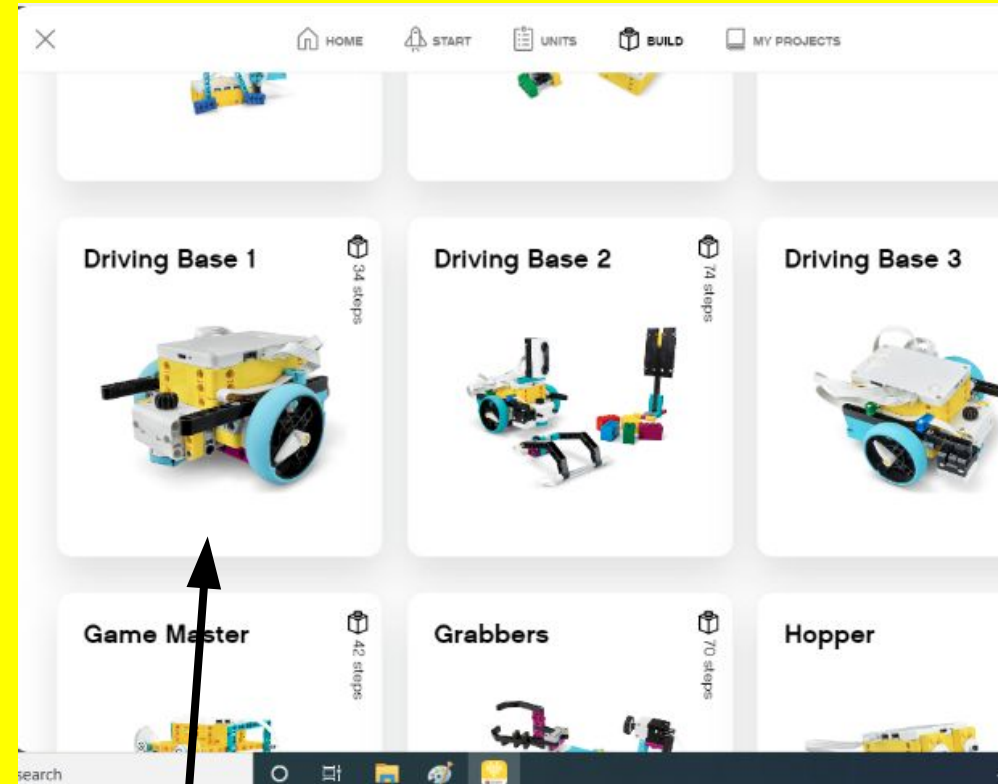 HOME START UNITS BUILD MY PROJECTS
Driving Base 1
34 steps
Driving Base 2
74 steps
Driving Base 3
Game Master
42 steps
Grabbers
70 steps
Hopper
search